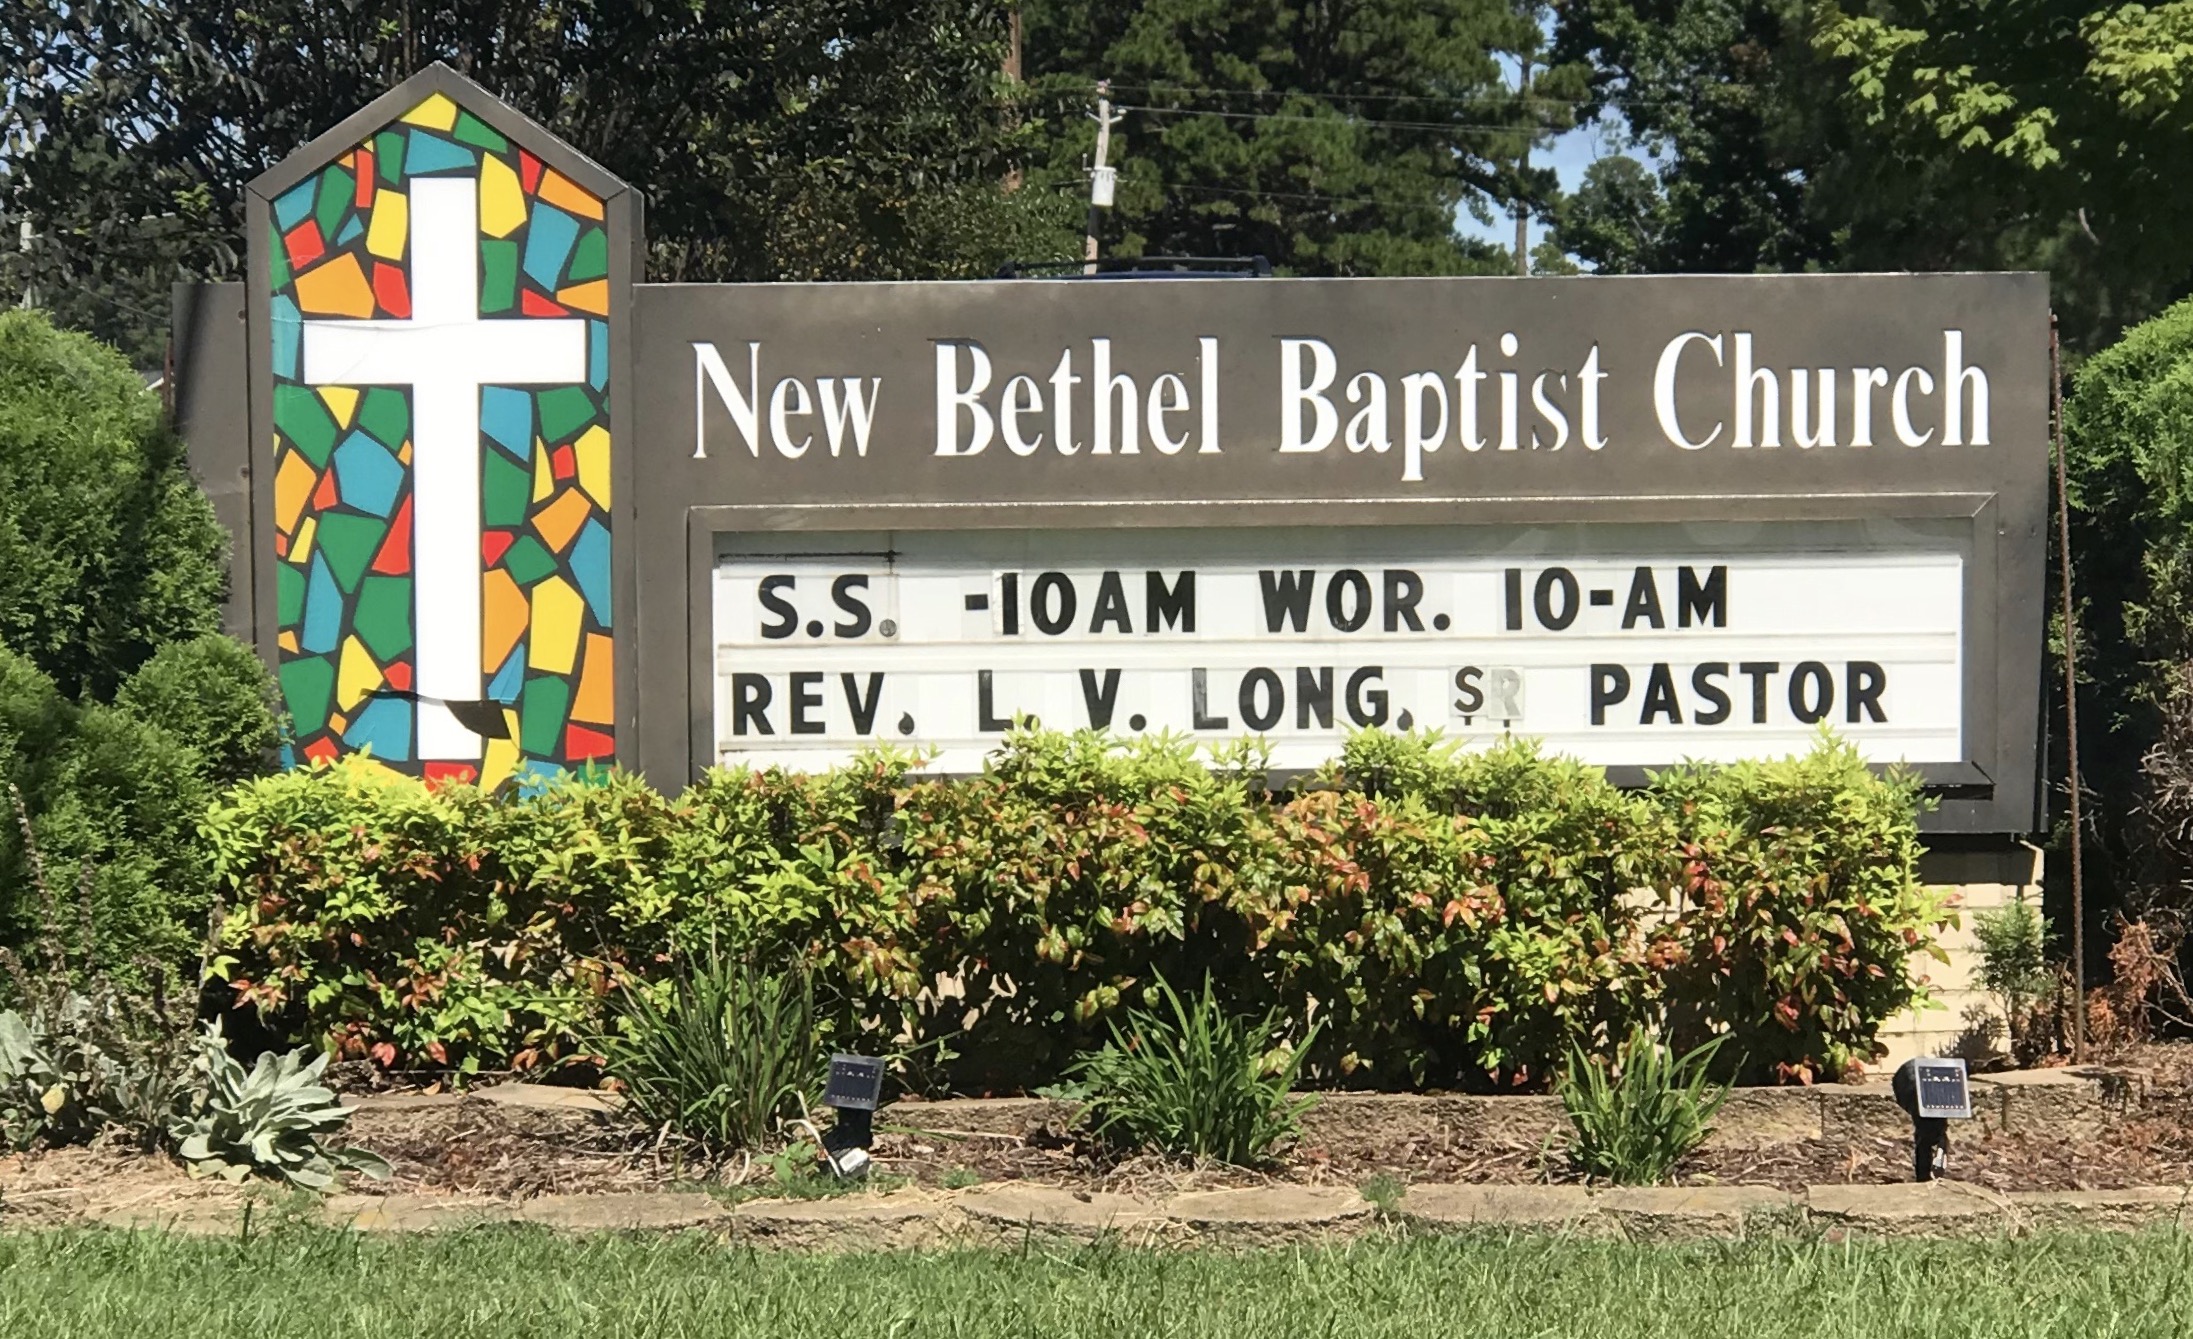 New Bethel Baptist Church
S.S. -10AM WOR. 10-AM
REV. L. V. LONG. SR PASTOR